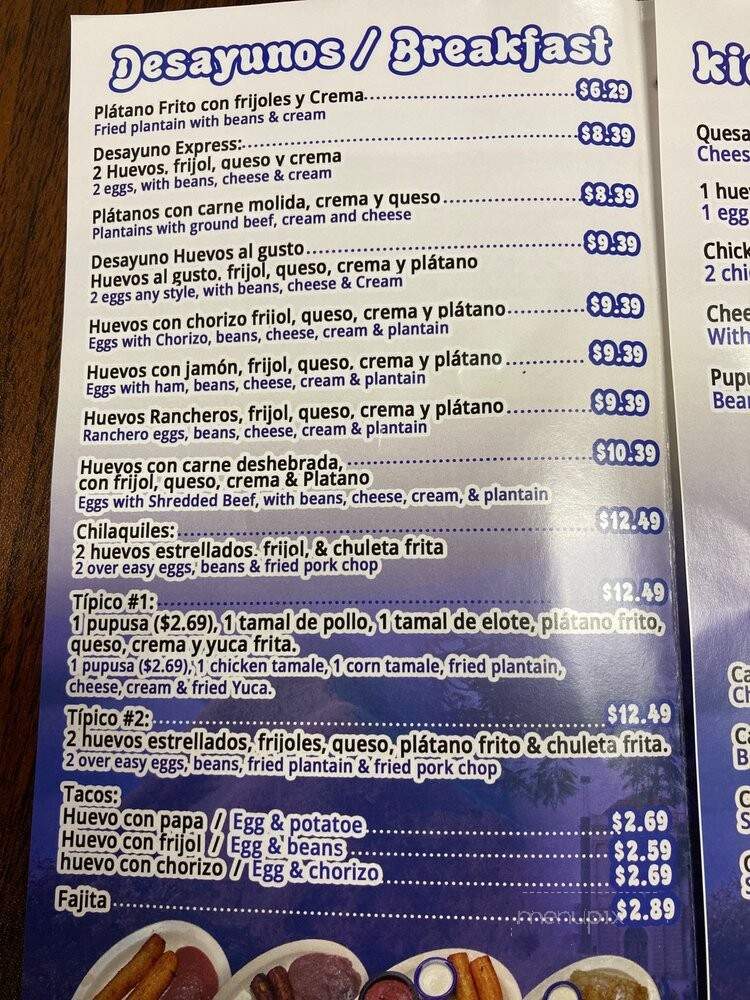 Desayunos / Breakfast
Plátano Frito con frijoles y Crema $6.29
Fried plantain with beans & cream
Desayuno Express: $8.39
2 Huevos, frijol, queso y crema
2 eggs, with beans, cheese & cream
Plátanos con carne molida, crema y queso $8.39
Plantains with ground beef, cream and cheese
Desayuno Huevos al gusto $9.39
Huevos al gusto, frijol, queso, crema y plátano
2 eggs any style, with beans, cheese & Cream
Huevos con chorizo frijol, queso, crema y plátano $9.39
Eggs with Chorizo, beans, cheese, cream & plantain
Huevos con jamón, frijol, queso, crema y plátano $9.39
Eggs with ham, beans, cheese, cream & plantain
Huevos Rancheros, frijol, queso, crema y plátano $9.39
Ranchero eggs, beans, cheese, cream & plantain
Huevos con carne deshebrada, $10.39
con frijol, queso, crema & Platano
Eggs with Shredded Beef, with beans, cheese, cream, & plantain
Chilaquiles: $12.49
2 huevos estrellados, frijol, & chuleta frita
2 over easy eggs, beans & fried pork chop
Típico #1: $12.49
1 pupusa ($2.69), 1 tamal de pollo, 1 tamal de elote, plátano frito,
queso, crema y yuca frita.
1 pupusa ($2.69), 1 chicken tamale, 1 corn tamale, fried plantain,
cheese, cream & fried Yuca.
Típico #2: $12.49
2 huevos estrellados, frijoles, queso, plátano frito & chuleta frita.
2 over easy eggs, beans, fried plantain & fried pork chop
Tacos:
Huevo con papa / Egg & potatoe $2.69
Huevo con frijol / Egg & beans $2.59
huevo con chorizo / Egg & chorizo $2.69
Fajita $2.89
menupix
1 egg
2 chi
With